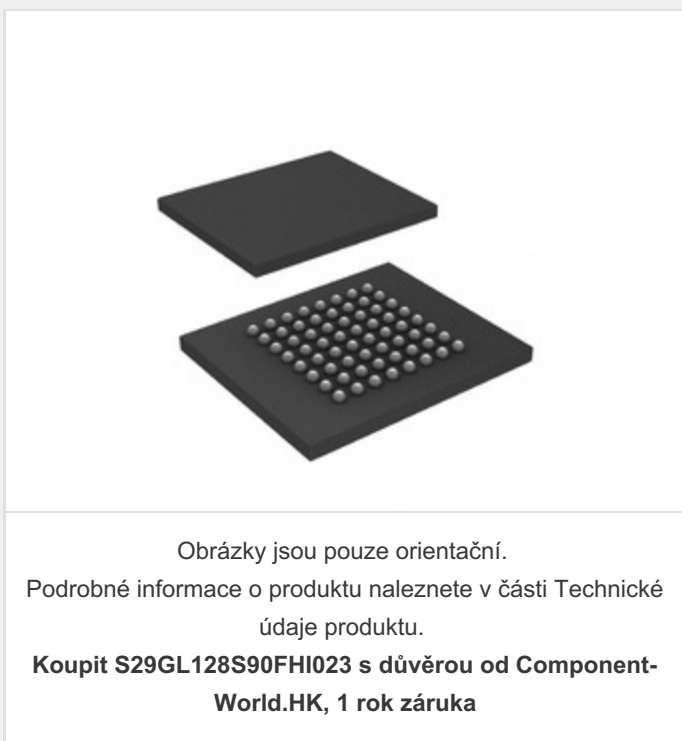 Obrázky jsou pouze orientační.
Podrobné informace o produktu naleznete v části Technické
údaje produktu.
Koupit S29GL128S90FHI023 s důvěrou od Component-
World.HK, 1 rok záruka